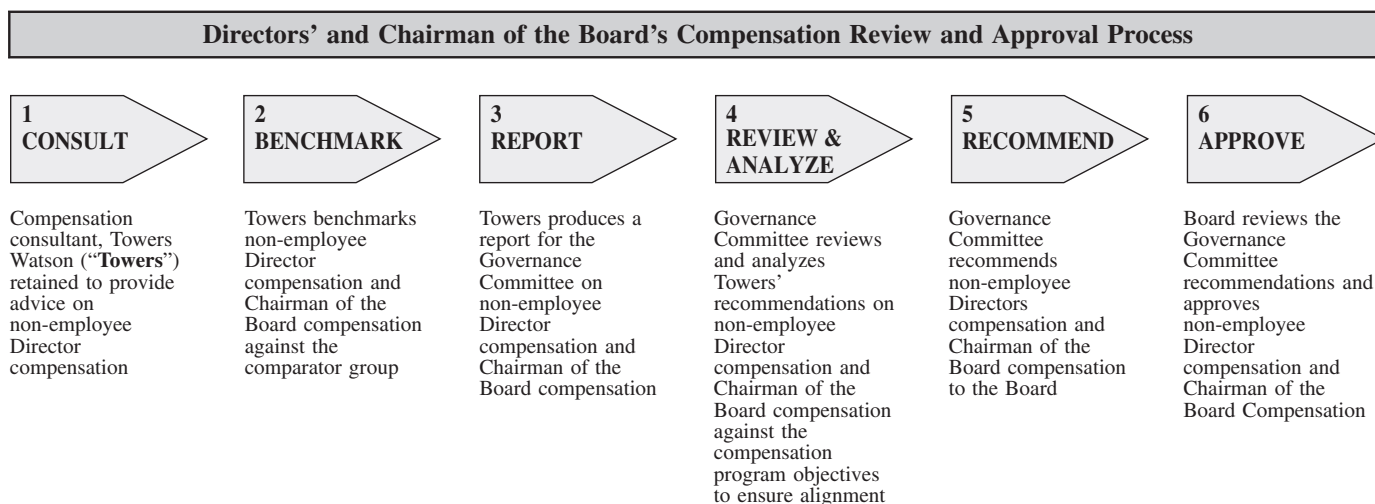 Directors’ and Chairman of the Board’s Compensation Review and Approval Process
1
CONSULT
Compensation
consultant, Towers
Watson (“Towers”)
retained to provide
advice on
non-employee
Director
compensation
2
BENCHMARK
Towers benchmarks
non-employee
Director
compensation and
Chairman of the
Board compensation
against the
comparator group
3
REPORT
Towers produces a
report for the
Governance
Committee on
non-employee
Director
compensation and
Chairman of the
Board compensation
4
REVIEW &
ANALYZE
Governance
Committee reviews
and analyzes
Towers’
recommendations on
non-employee
Director
compensation and
Chairman of the
Board compensation
against the
compensation
program objectives
to ensure alignment
5
RECOMMEND
Governance
Committee
recommends
non-employee
Directors
compensation and
Chairman of the
Board compensation
to the Board
6
APPROVE
Board reviews the
Governance
Committee
recommendations and
approves
non-employee
Director
compensation and
Chairman of the
Board Compensation